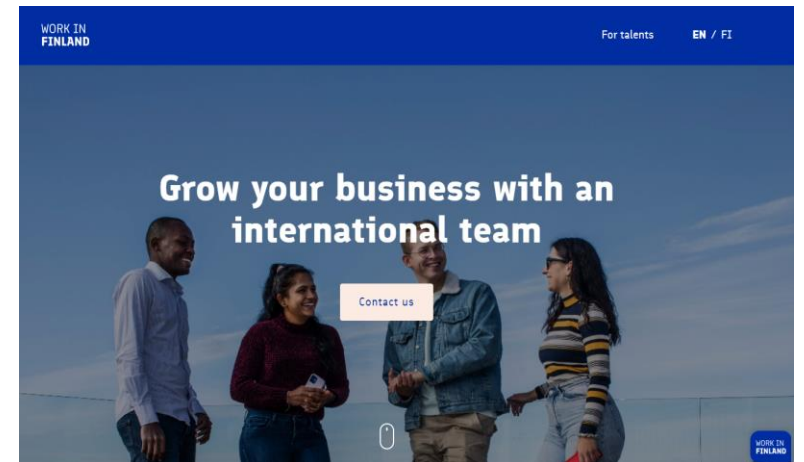 WORK IN
FINLAND
For talents
EN / FI
Grow your business with an
international team
Contact us
WORK IN
FINLAND